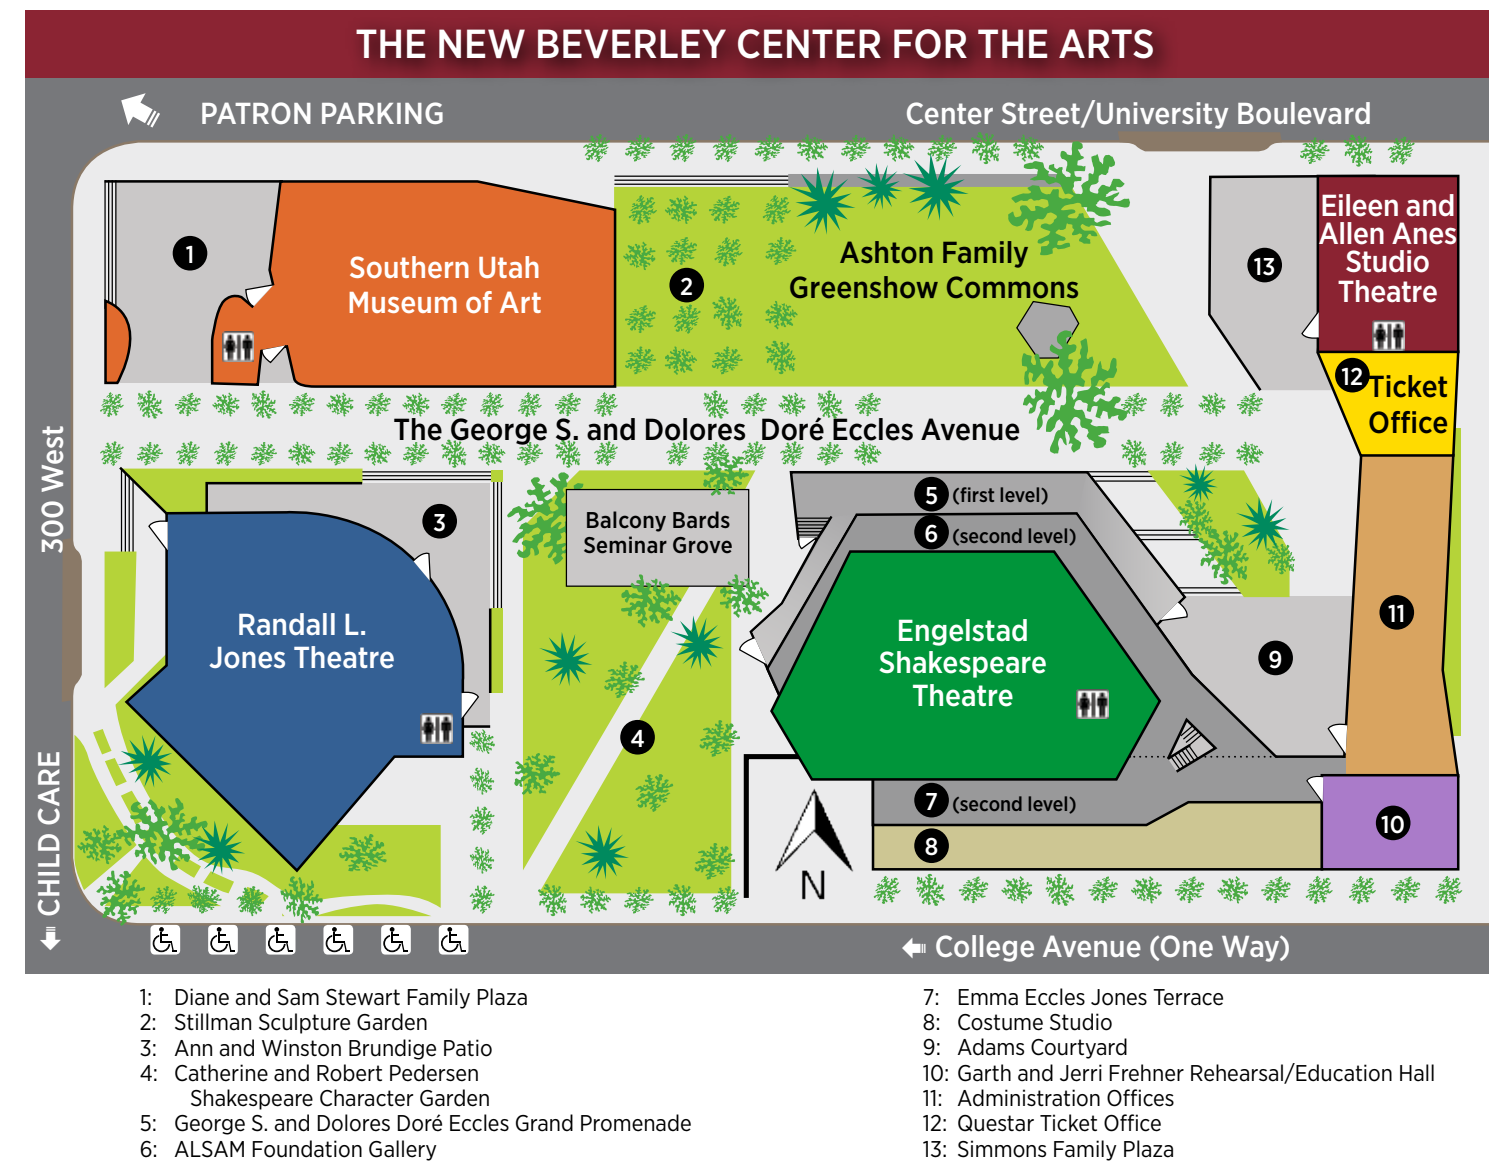 THE NEW BEVERLEY CENTER FOR THE ARTS
PATRON PARKING
Center Street/University Boulevard
1
Southern Utah
Museum of Art
2
Ashton Family
Greenshow Commons
13
Eileen and
Allen Anes
Studio
Theatre
12
Ticket
Office
The George S. and Dolores Doré Eccles Avenue
300 West
3
Balcony Bards
Seminar Grove
5 (first level)
6 (second level)
Randall L.
Jones Theatre
Engelstad
Shakespeare
Theatre
11
9
4
7 (second level)
8
10
N
CHILD CARE
College Avenue (One Way)
1: Diane and Sam Stewart Family Plaza
2: Stillman Sculpture Garden
3: Ann and Winston Brundige Patio
4: Catherine and Robert Pedersen
Shakespeare Character Garden
5: George S. and Dolores Doré Eccles Grand Promenade
6: ALSAM Foundation Gallery
7: Emma Eccles Jones Terrace
8: Costume Studio
9: Adams Courtyard
10: Garth and Jerri Frehner Rehearsal/Education Hall
11: Administration Offices
12: Questar Ticket Office
13: Simmons Family Plaza